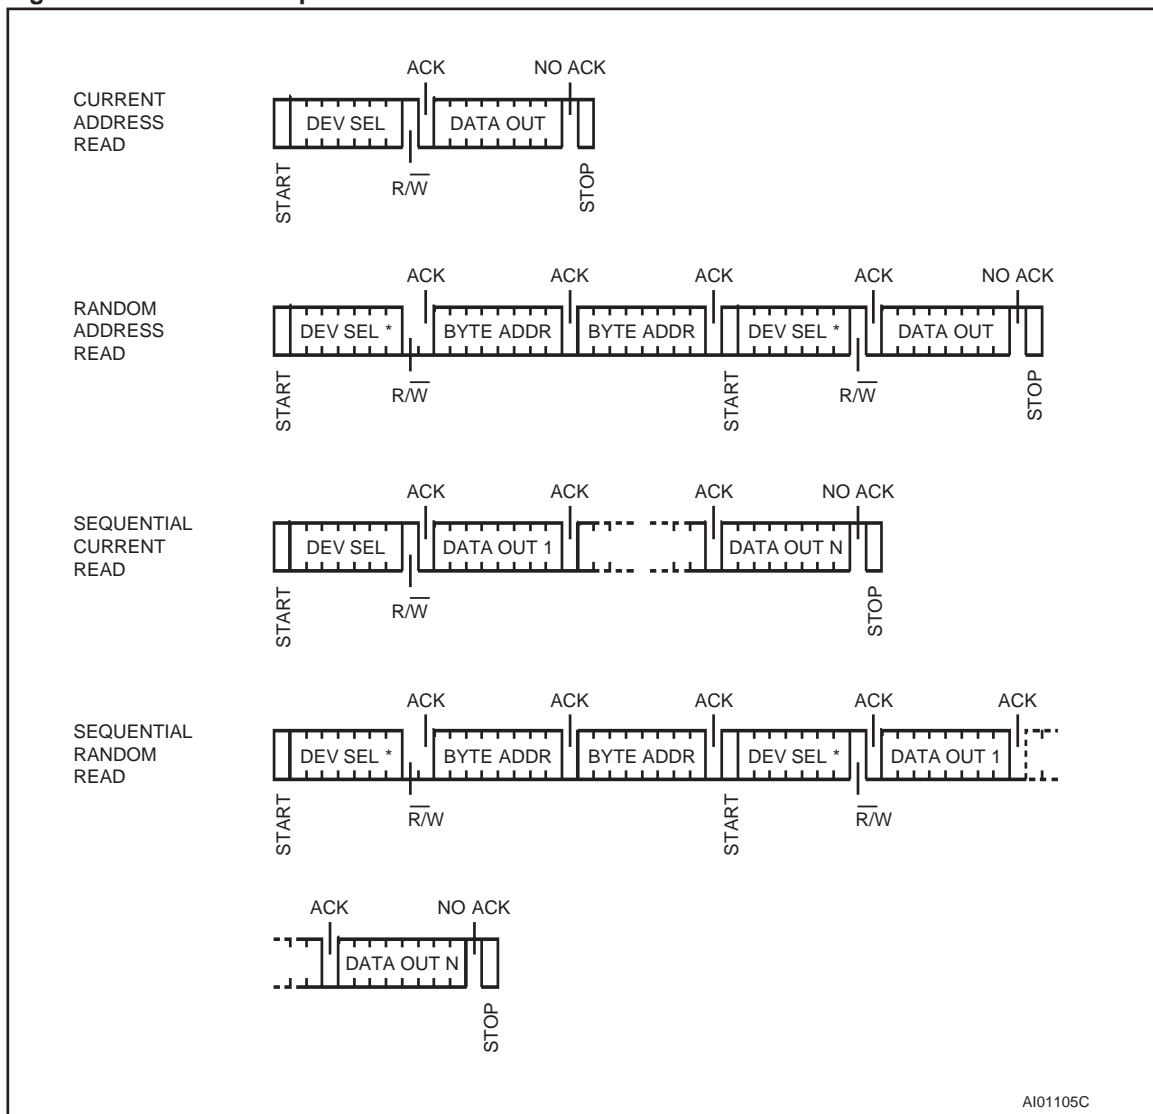 ACK NO ACK
CURRENT
ADDRESS
READ
DEV SEL DATA OUT
START R/W̅ STOP
ACK ACK ACK ACK NO ACK
RANDOM
ADDRESS
READ
DEV SEL * BYTE ADDR BYTE ADDR DEV SEL * DATA OUT
START R/W̅ START R/W̅ STOP
ACK ACK ACK NO ACK
SEQUENTIAL
CURRENT
READ
DEV SEL DATA OUT 1 DATA OUT N
START R/W̅ STOP
ACK ACK ACK ACK ACK
SEQUENTIAL
RANDOM
READ
DEV SEL * BYTE ADDR BYTE ADDR DEV SEL * DATA OUT 1
START R̅/W START R̅/W
ACK NO ACK
DATA OUT N
STOP
AI01105C